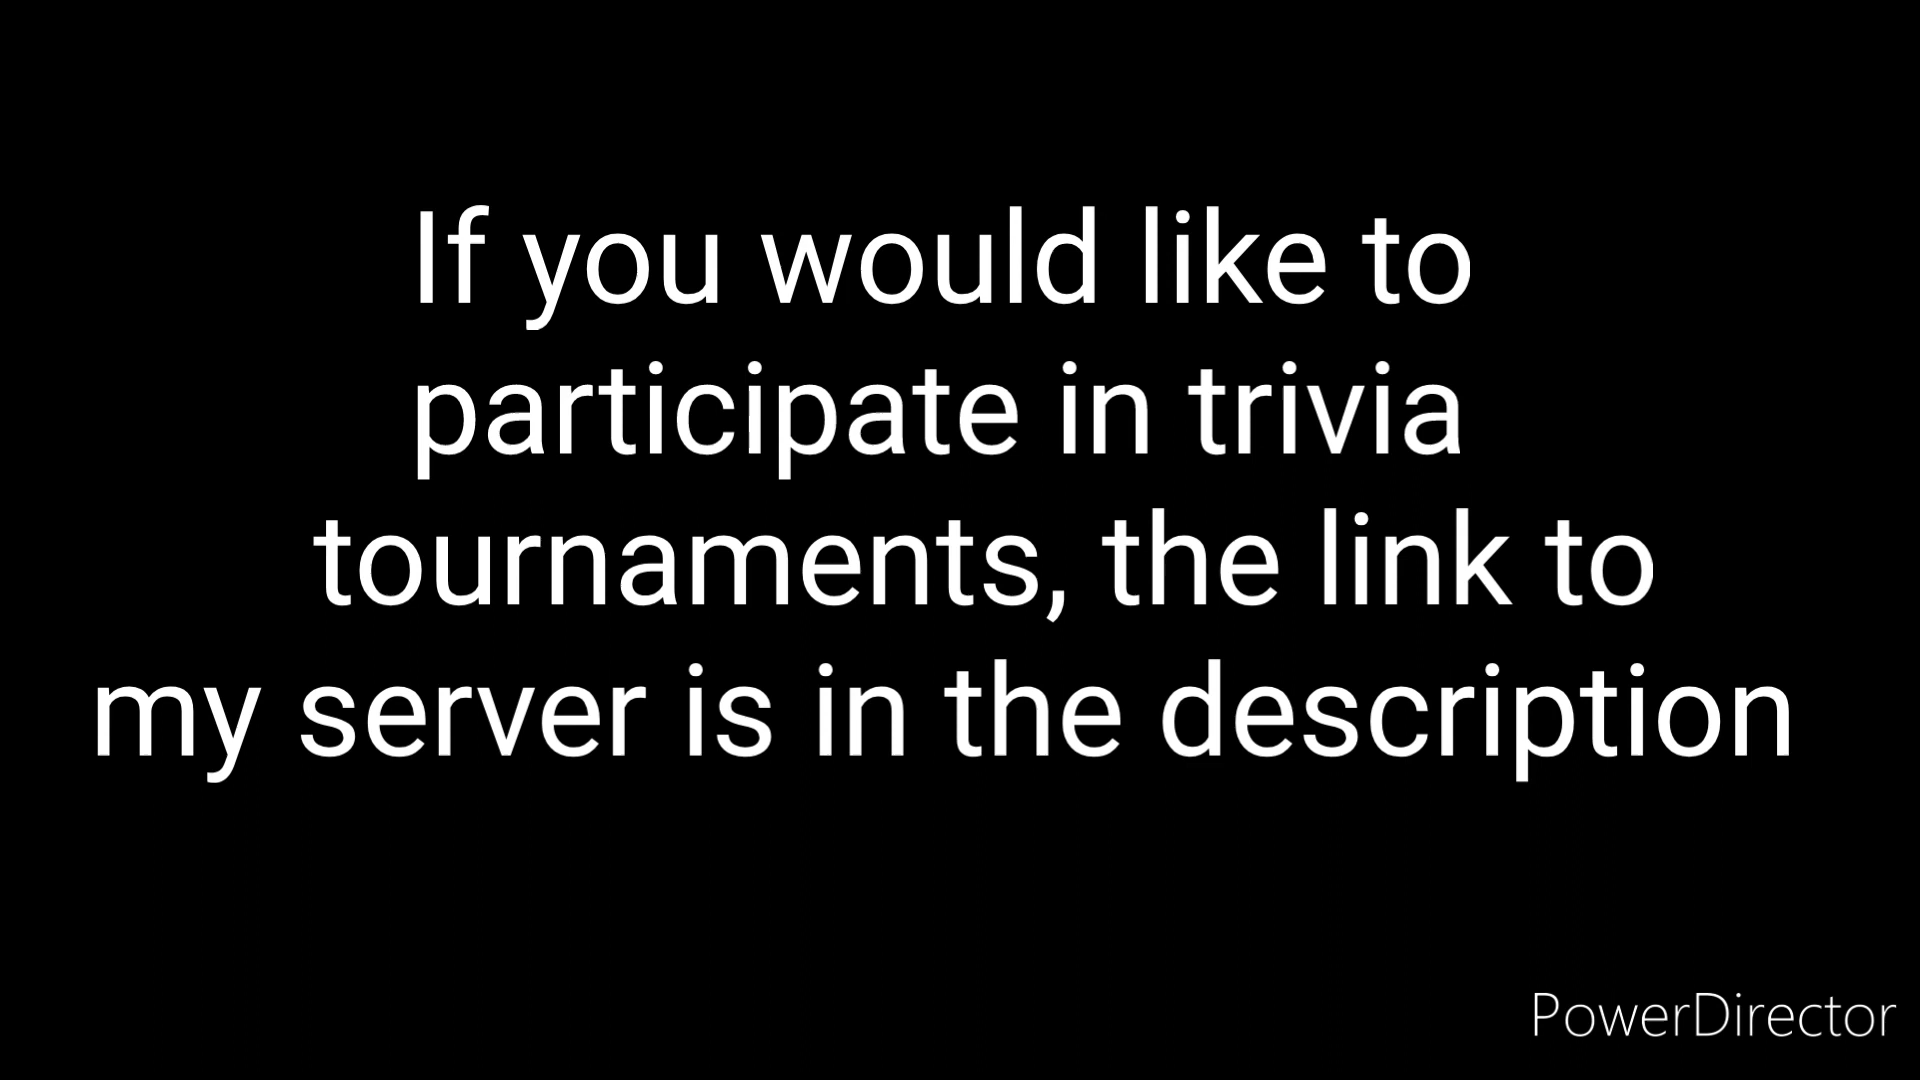 If you would like to
participate in trivia
tournaments, the link to
my server is in the description
PowerDirector